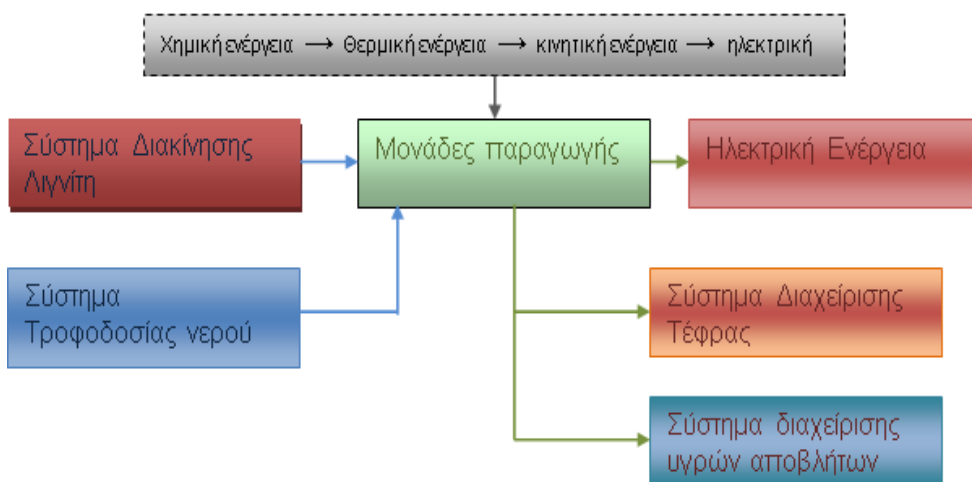 Χημική ενέργεια → Θερμική ενέργεια → κινητική ενέργεια → ηλεκτρική
Σύστημα Διακίνησης
Λιγνίτη
Μονάδες παραγωγής
Ηλεκτρική Ενέργεια
Σύστημα
Τροφοδοσίας νερού
Σύστημα Διαχείρισης
Τέφρας
Σύστημα διαχείρισης
υγρών αποβλήτων